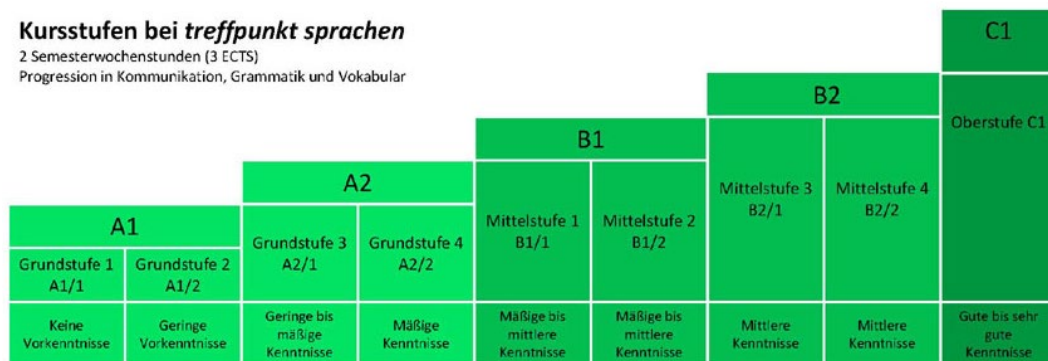 Kursstufen bei treffpunkt sprachen
2 Semesterwochenstunden (3 ECTS)
Progression in Kommunikation, Grammatik und Vokabular
A1
Grundstufe 1
A1/1
Grundstufe 2
A1/2
A2
Grundstufe 3
A2/1
Grundstufe 4
A2/2
B1
Mittelstufe 1
B1/1
Mittelstufe 2
B1/2
B2
Mittelstufe 3
B2/1
Mittelstufe 4
B2/2
C1
Oberstufe C1
Keine
Vorkenntnisse
Geringe
Vorkenntnisse
Geringe bis
mäßige
Kenntnisse
Mäßige
Kenntnisse
Mäßige bis
mittlere
Kenntnisse
Mäßige bis
mittlere
Kenntnisse
Mittlere
Kenntnisse
Mittlere
Kenntnisse
Gute bis sehr
gute
Kenntnisse